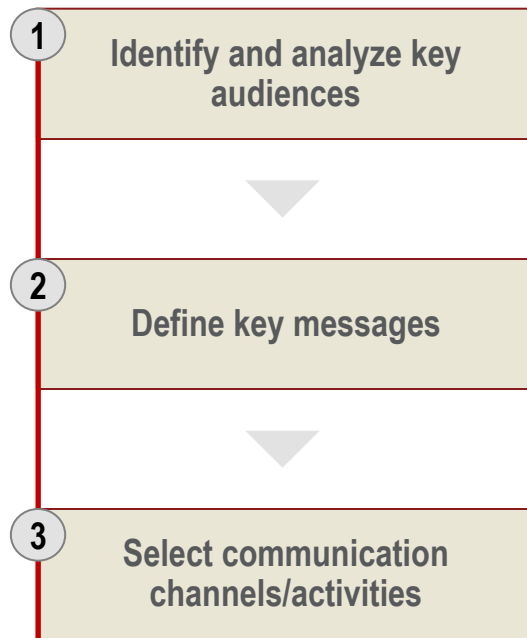 1
Identify and analyze key
audiences
2
Define key messages
3
Select communication
channels/activities